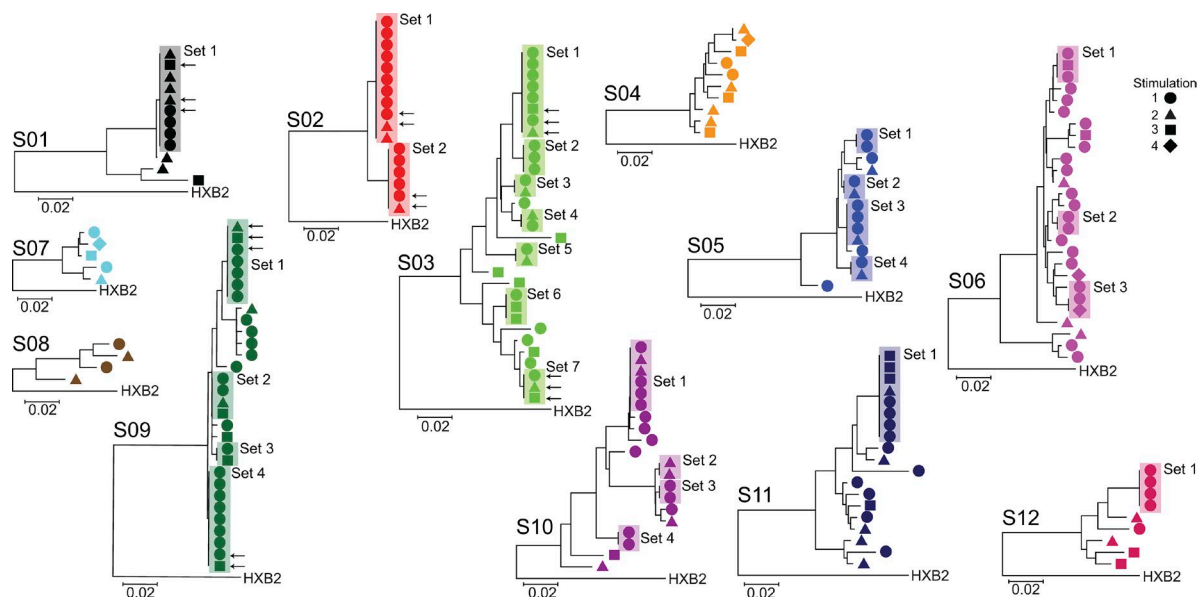 S01
Set 1
HXB2
0.02
S02
Set 1
Set 2
HXB2
0.02
S03
Set 1
Set 2
Set 3
Set 4
Set 5
Set 6
Set 7
HXB2
0.02
S04
HXB2
0.02
S05
Set 1
Set 2
Set 3
Set 4
HXB2
0.02
S06
Set 1
Set 2
Set 3
HXB2
0.02
Stimulation
1
2
3
4
S07
HXB2
0.02
S08
HXB2
0.02
S09
Set 1
Set 2
Set 3
Set 4
HXB2
0.02
S10
Set 1
Set 2
Set 3
Set 4
HXB2
0.02
S11
Set 1
HXB2
0.02
S12
Set 1
HXB2
0.02